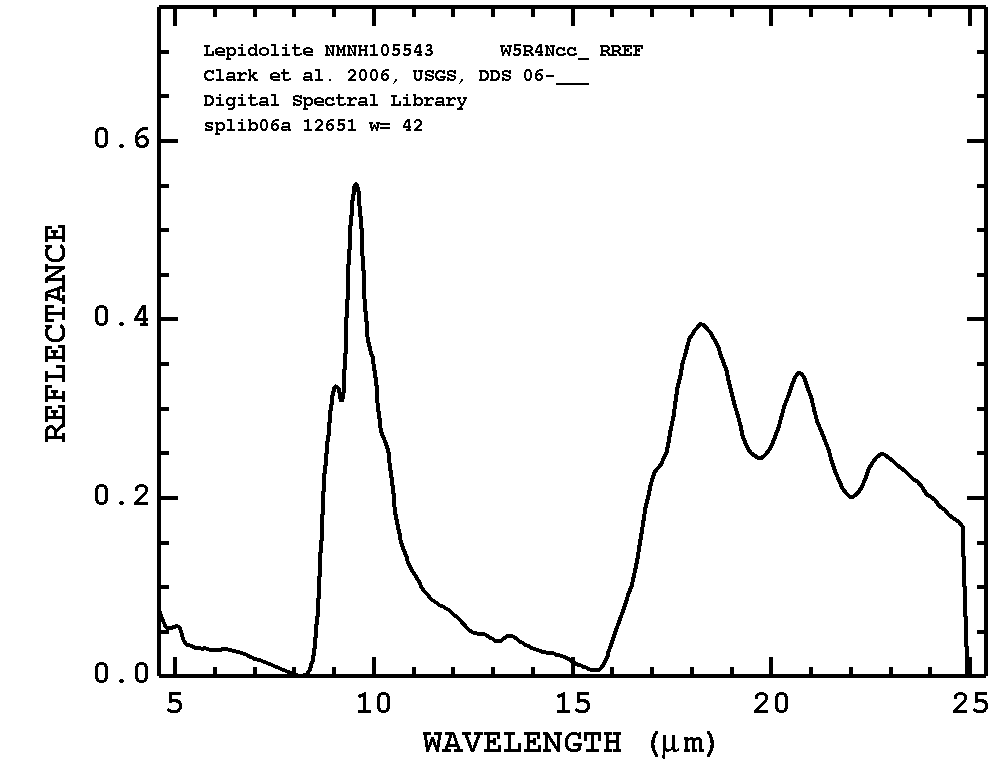 Lepidolite NMNH105543 W5R4Ncc_ RREF
Clark et al. 2006, USGS, DDS 06-___
Digital Spectral Library
splib06a 12651 w= 42
0.6
0.4
0.2
0.0
REFLECTANCE
5 10 15 20 25
WAVELENGTH (μm)